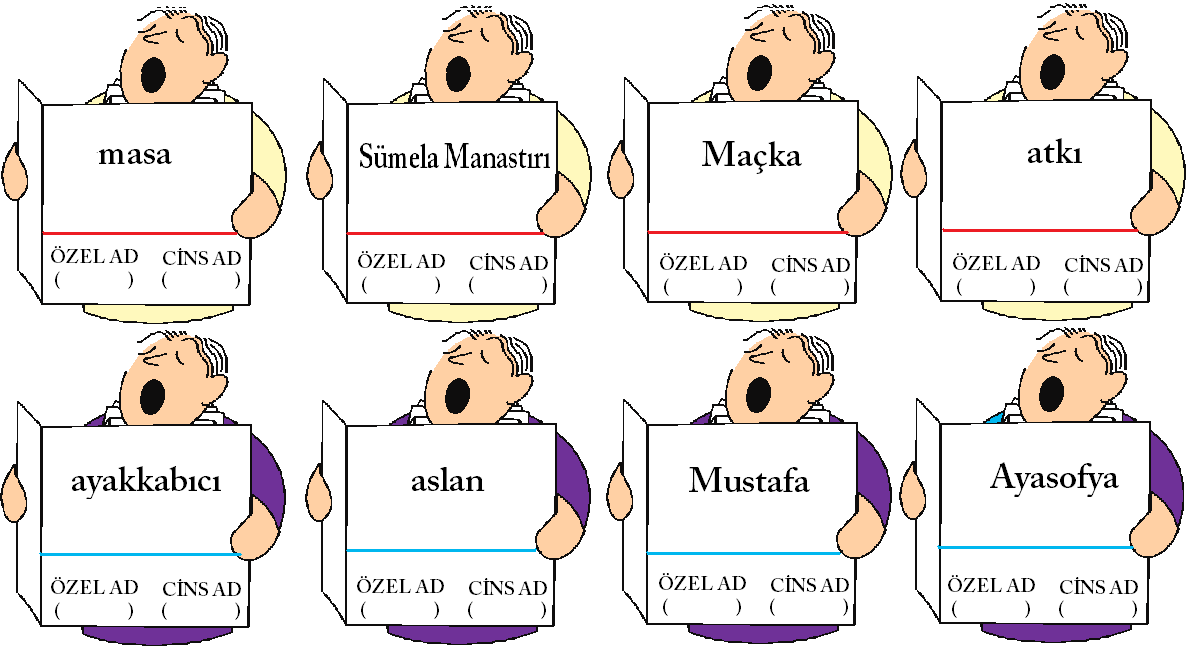 masa
ÖZEL AD CİNS AD
( ) ( )
Sümela Manastırı
ÖZEL AD CİNS AD
( ) ( )
Maçka
ÖZEL AD CİNS AD
( ) ( )
atkı
ÖZEL AD CİNS AD
( ) ( )
ayakkabıcı
ÖZEL AD CİNS AD
( ) ( )
aslan
ÖZEL AD CİNS AD
( ) ( )
Mustafa
ÖZEL AD CİNS AD
( ) ( )
Ayasofya
ÖZEL AD CİNS AD
( ) ( )